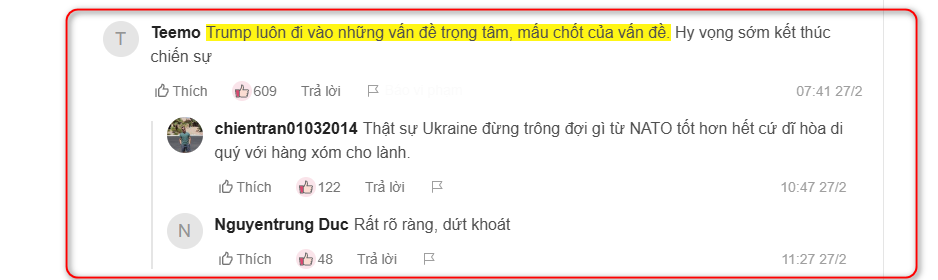 T
Teemo Trump luôn đi vào những vấn đề trọng tâm, mấu chốt của vấn đề. Hy vọng sớm kết thúc
chiến sự
Thích 609 Trả lời 07:41 27/2
chientran01032014 Thật sự Ukraine đừng trông đợi gì từ NATO tốt hơn hết cứ dĩ hòa di
quý với hàng xóm cho lành.
Thích 122 Trả lời 10:47 27/2
N
Nguyentrung Duc Rất rõ ràng, dứt khoát
Thích 48 Trả lời 11:27 27/2